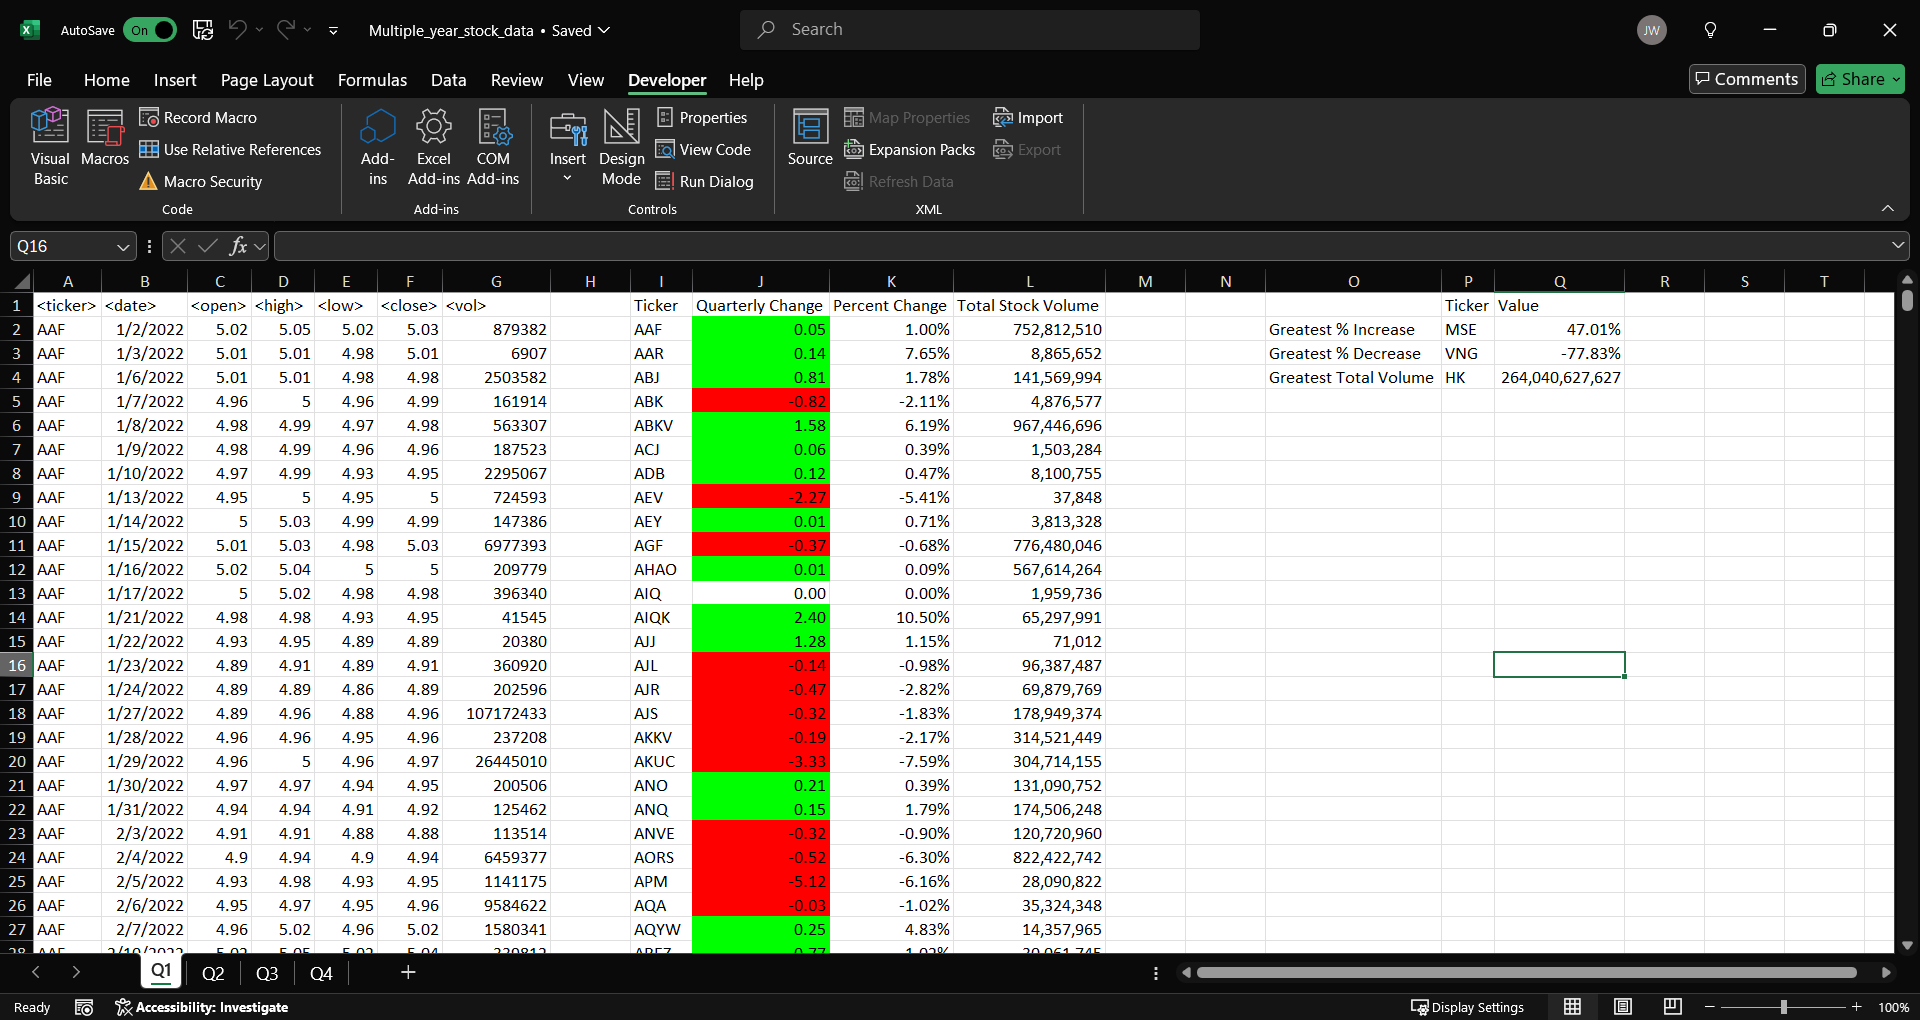 AutoSave On Multiple_year_stock_data • Saved Search JW
File Home Insert Page Layout Formulas Data Review View Developer Help Comments Share
Visual Basic
Macros
Record Macro
Use Relative References
Macro Security
Code
Add-ins
Excel Add-ins
COM Add-ins
Add-ins
Insert
Design Mode
Properties
View Code
Run Dialog
Controls
Source
Map Properties
Expansion Packs
Refresh Data
Import
Export
XML
Q16 fx
A B C D E F G H I J K L M N O P Q R S T
1 <ticker> <date> <open> <high> <low> <close> <vol> Ticker Quarterly Change Percent Change Total Stock Volume Ticker Value
2 AAF 1/2/2022 5.02 5.05 5.02 5.03 879382 AAF 0.05 1.00% 752,812,510 Greatest % Increase MSE 47.01%
3 AAF 1/3/2022 5.01 5.01 4.98 5.01 6907 AAR 0.14 7.65% 8,865,652 Greatest % Decrease VNG -77.83%
4 AAF 1/6/2022 5.01 5.01 4.98 4.98 2503582 ABJ 0.81 1.78% 141,569,994 Greatest Total Volume HK 264,040,627,627
5 AAF 1/7/2022 4.96 5 4.96 4.99 161914 ABK -0.82 -2.11% 4,876,577
6 AAF 1/8/2022 4.98 4.99 4.97 4.98 563307 ABKV 1.58 6.19% 967,446,696
7 AAF 1/9/2022 4.98 4.99 4.96 4.96 187523 ACJ 0.06 0.39% 1,503,284
8 AAF 1/10/2022 4.97 4.99 4.93 4.95 2295067 ADB 0.12 0.47% 8,100,755
9 AAF 1/13/2022 4.95 5 4.95 5 724593 AEV -2.27 -5.41% 37,848
10 AAF 1/14/2022 5 5.03 4.99 4.99 147386 AEY 0.01 0.71% 3,813,328
11 AAF 1/15/2022 5.01 5.03 4.98 5.03 6977393 AGF -0.37 -0.68% 776,480,046
12 AAF 1/16/2022 5.02 5.04 5 5 209779 AHAO 0.01 0.09% 567,614,264
13 AAF 1/17/2022 5 5.02 4.98 4.98 396340 AIQ 0.00 0.00% 1,959,736
14 AAF 1/21/2022 4.98 4.98 4.93 4.95 41545 AIQK 2.40 10.50% 65,297,991
15 AAF 1/22/2022 4.93 4.95 4.89 4.89 20380 AJJ 1.28 1.15% 71,012
16 AAF 1/23/2022 4.89 4.91 4.89 4.91 360920 AJL -0.14 -0.98% 96,387,487
17 AAF 1/24/2022 4.89 4.89 4.86 4.89 202596 AJR -0.47 -2.82% 69,879,769
18 AAF 1/27/2022 4.89 4.96 4.88 4.96 107172433 AJS -0.32 -1.83% 178,949,374
19 AAF 1/28/2022 4.96 4.96 4.95 4.96 237208 AKKV -0.19 -2.17% 314,521,449
20 AAF 1/29/2022 4.96 5 4.96 4.97 26445010 AKUC -3.33 -7.59% 304,714,155
21 AAF 1/30/2022 4.97 4.97 4.94 4.95 200506 ANO 0.21 0.39% 131,090,752
22 AAF 1/31/2022 4.94 4.94 4.91 4.92 125462 ANQ 0.15 1.79% 174,506,248
23 AAF 2/3/2022 4.91 4.91 4.88 4.88 113514 ANVE -0.32 -0.90% 120,720,960
24 AAF 2/4/2022 4.9 4.94 4.9 4.94 6459377 AORS -0.52 -6.30% 822,422,742
25 AAF 2/5/2022 4.93 4.98 4.93 4.95 1141175 APM -5.12 -6.16% 28,090,822
26 AAF 2/6/2022 4.95 4.97 4.95 4.96 9584622 AQA -0.03 -1.02% 35,324,348
27 AAF 2/7/2022 4.96 5.02 4.96 5.02 1580341 AQYW 0.25 4.83% 14,357,965
28 AAF 2/10/2022
Q1 Q2 Q3 Q4
Ready Accessibility: Investigate Display Settings 100%